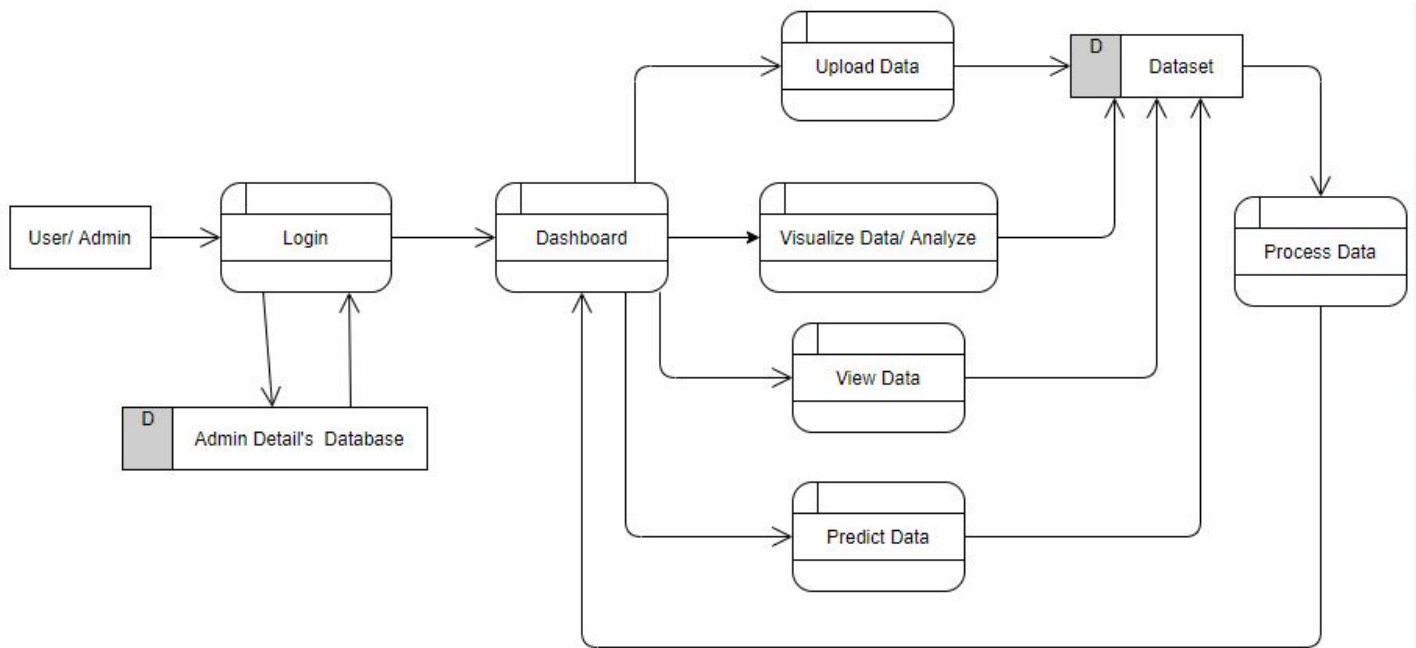 Upload Data
D
Dataset
User/ Admin
Login
Dashboard
Visualize Data/ Analyze
Process Data
View Data
D
Admin Detail's Database
Predict Data